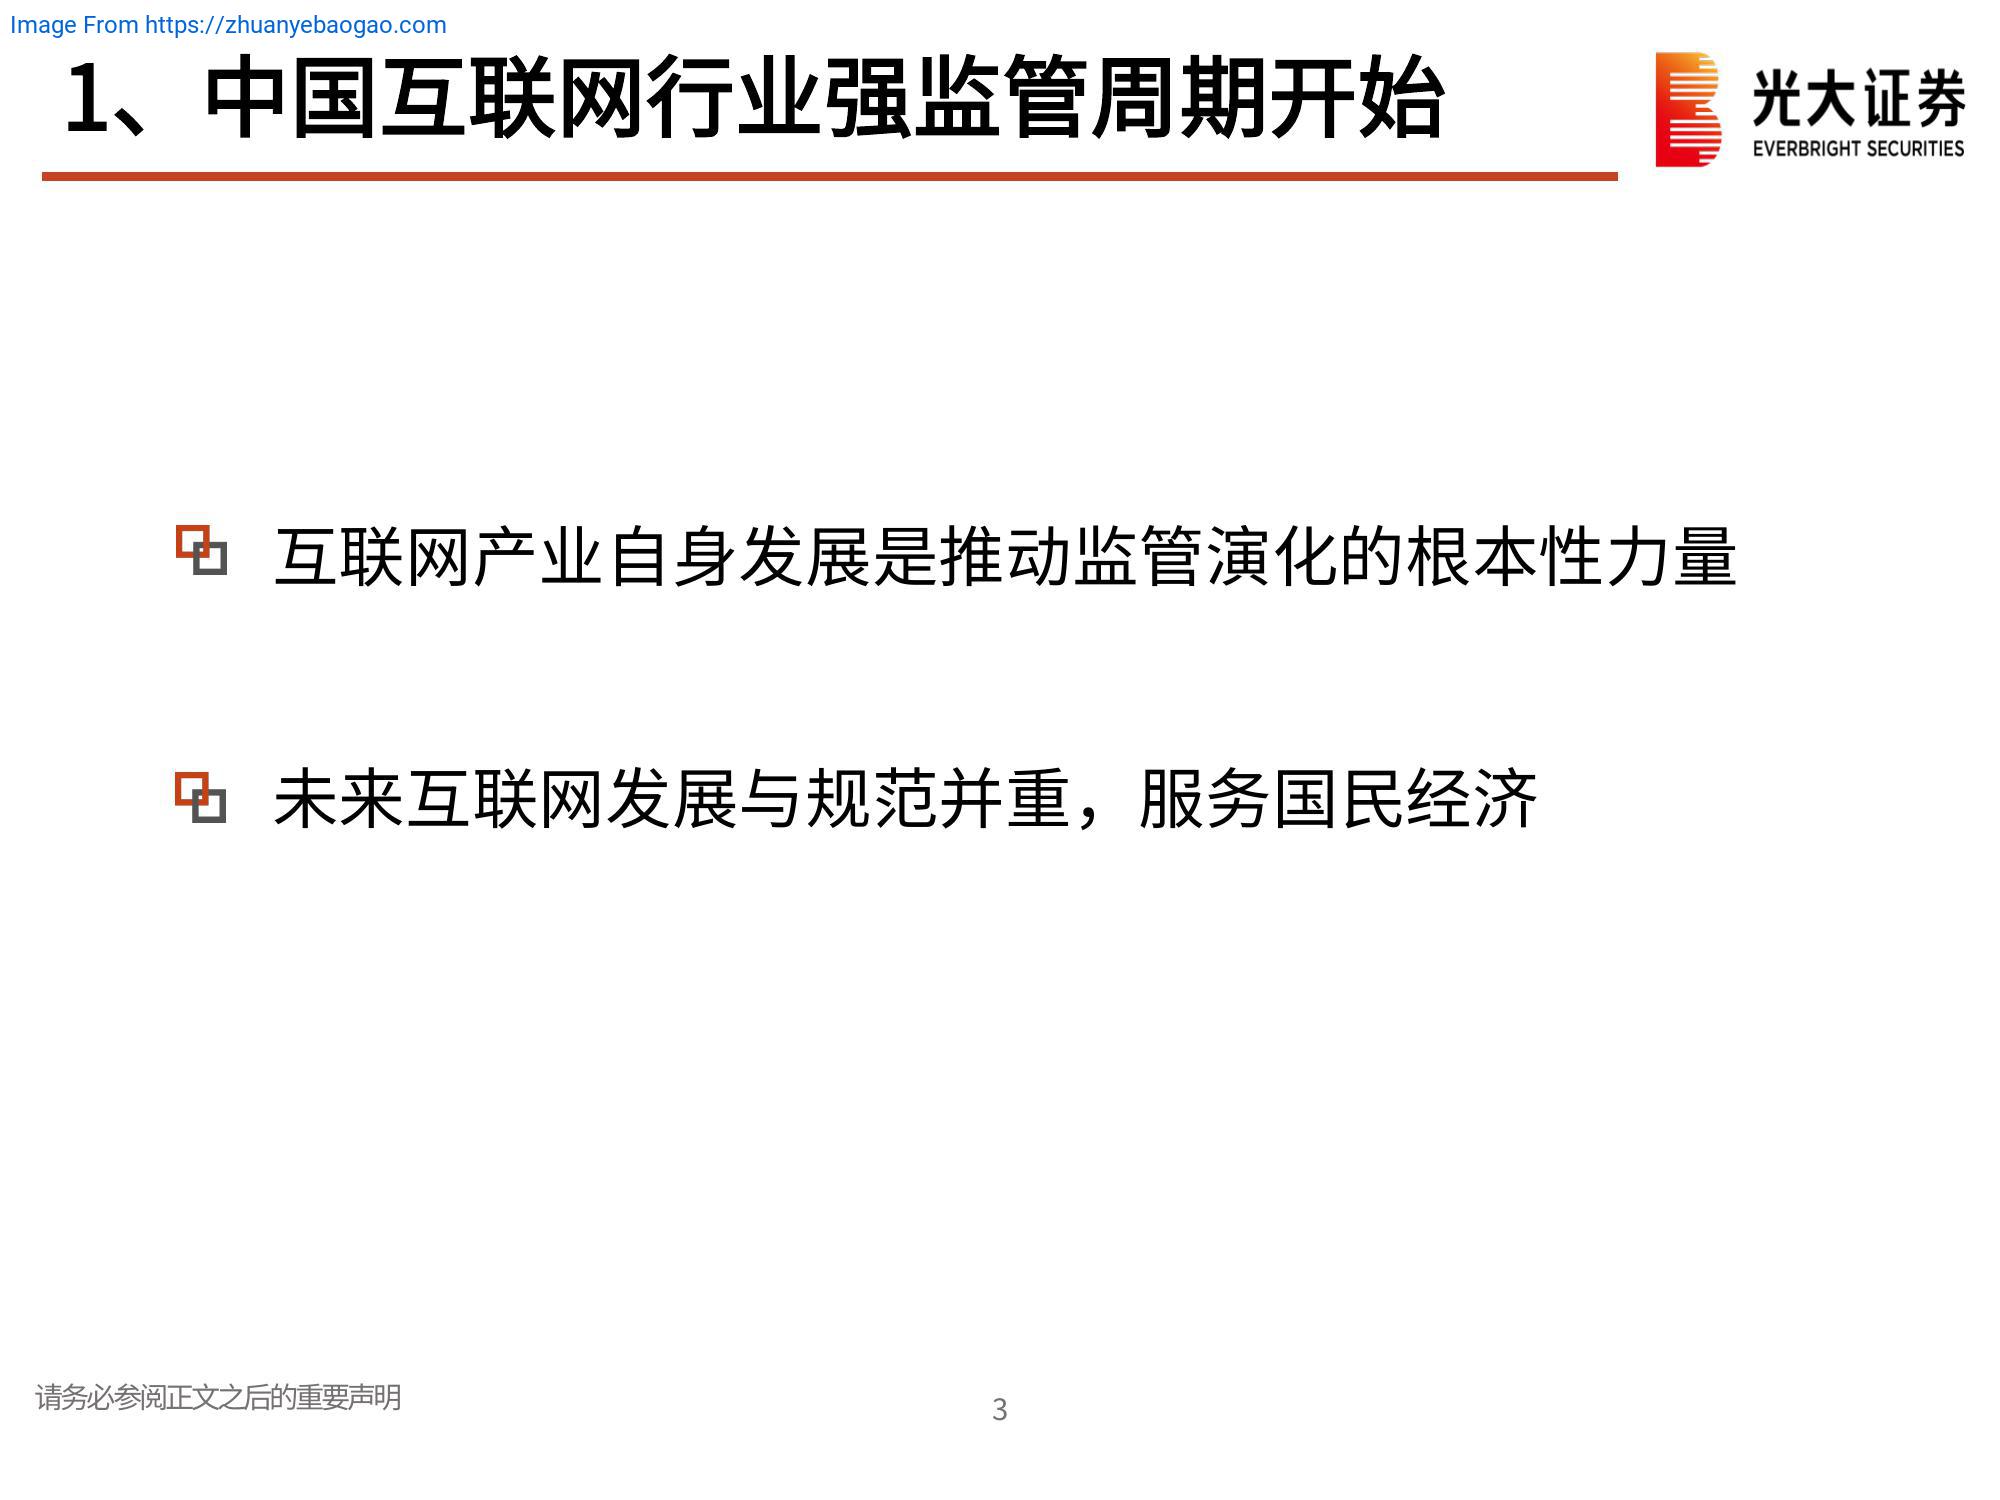 Image From https://zhuanyebaogao.com
1、中国互联网行业强监管周期开始
光大证券
EVERBRIGHT SECURITIES
互联网产业自身发展是推动监管演化的根本性力量
未来互联网发展与规范并重，服务国民经济
请务必参阅正文之后的重要声明
3